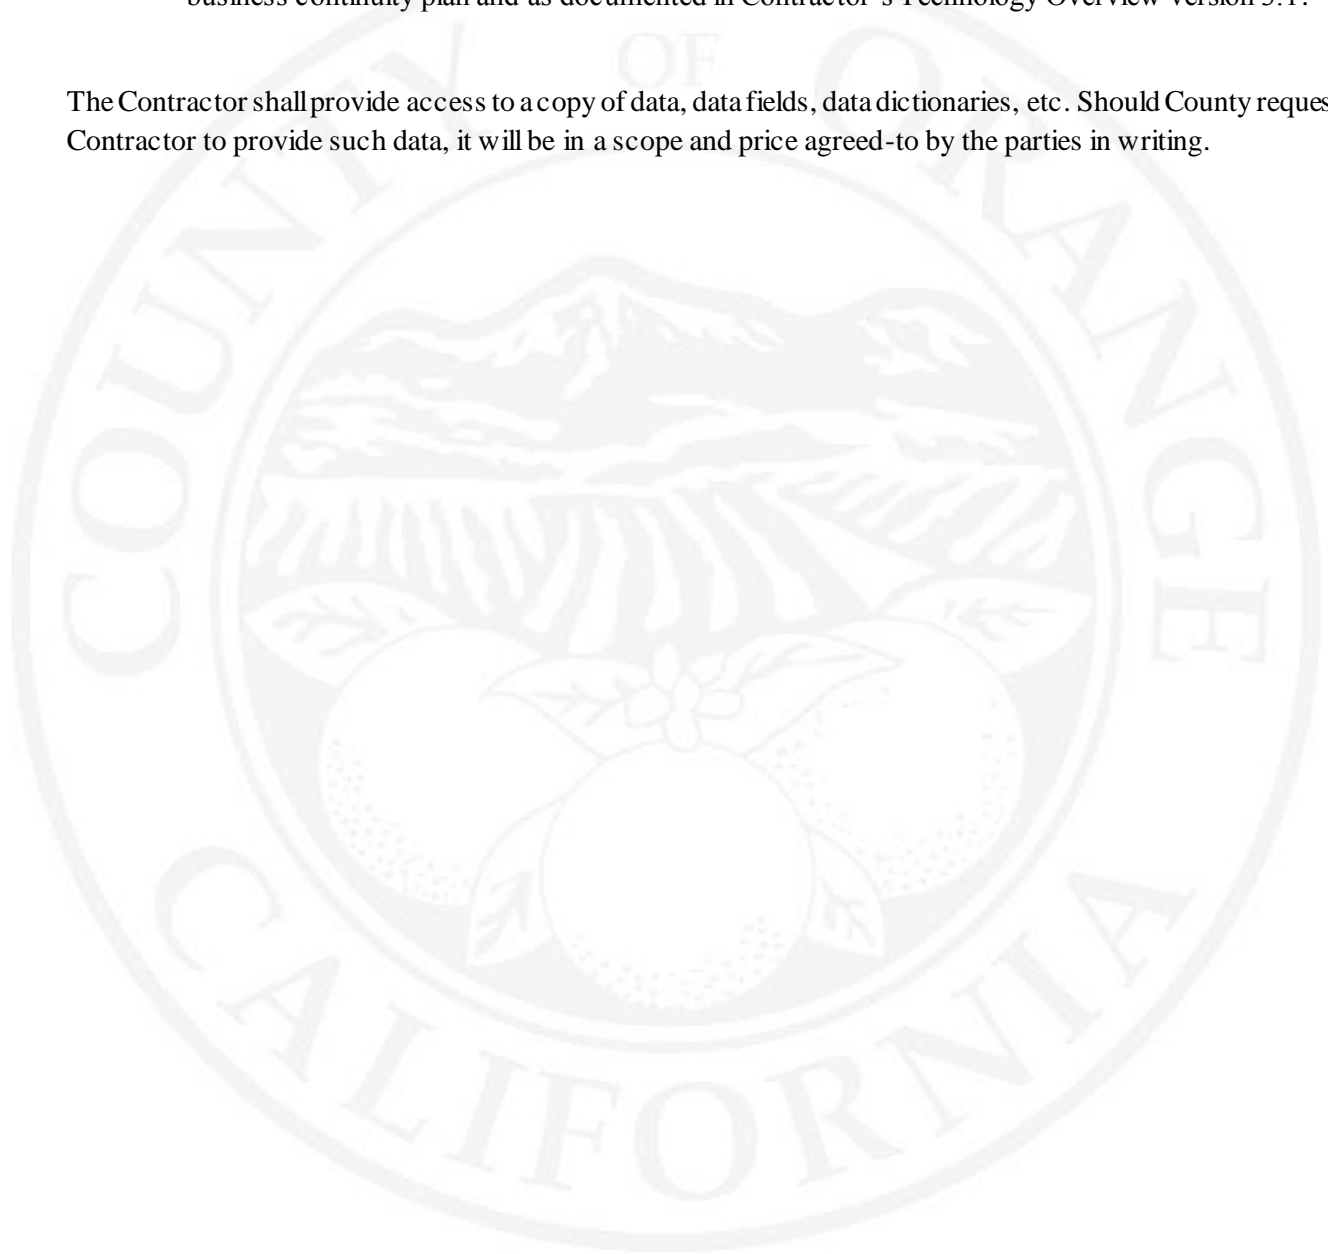 business continuity plan and as documented in Contractor's Technology Overview version 3.1.
OF
The Contractor shall provide access to a copy of data, data fields, data dictionaries, etc. Should County reques
Contractor to provide such data, it will be in a scope and price agreed-to by the parties in writing.
COUNTY
ORANGE
CALIFORNIA